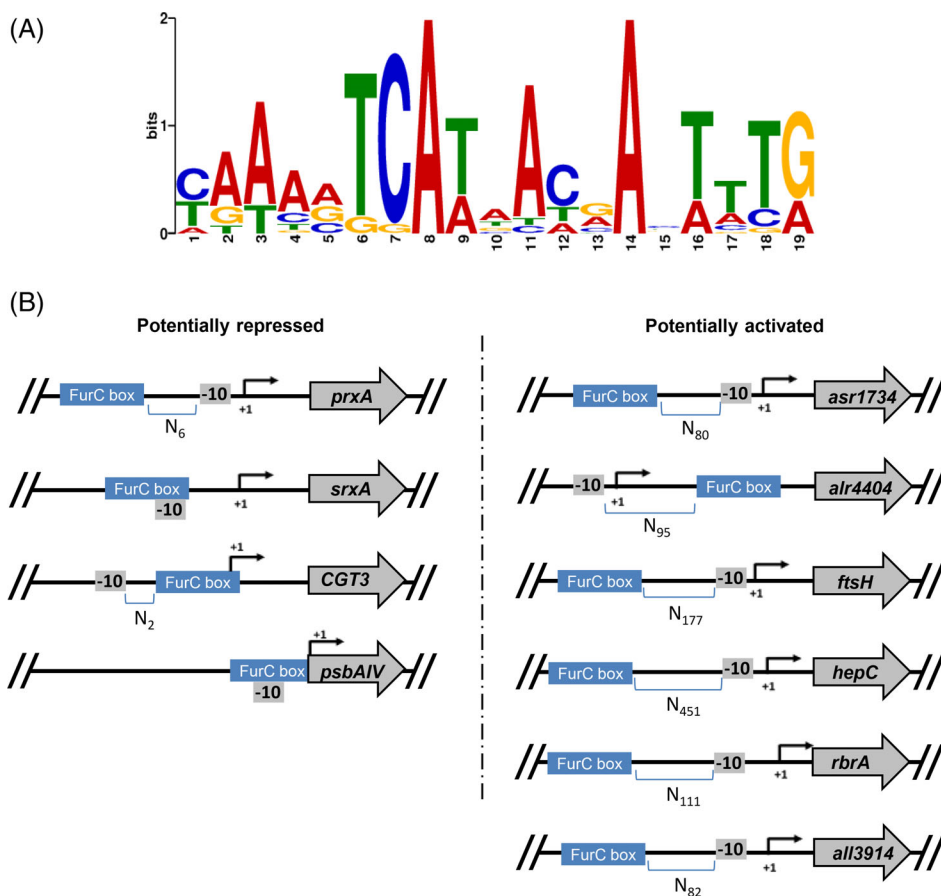 (A)
2
1
0
bits
1 2 3 4 5 6 7 8 9 10 11 12 13 14 15 16 17 18 19
(B)
Potentially repressed
FurC box -10 +1 prxA
N6
FurC box -10 +1 srxA
-10 FurC box +1 CGT3
N2
FurC box -10 +1 psbAIV
Potentially activated
FurC box -10 +1 asr1734
N80
-10 +1 FurC box alr4404
N95
FurC box -10 +1 ftsH
N177
FurC box -10 +1 hepC
N451
FurC box -10 +1 rbrA
N111
FurC box -10 +1 all3914
N82